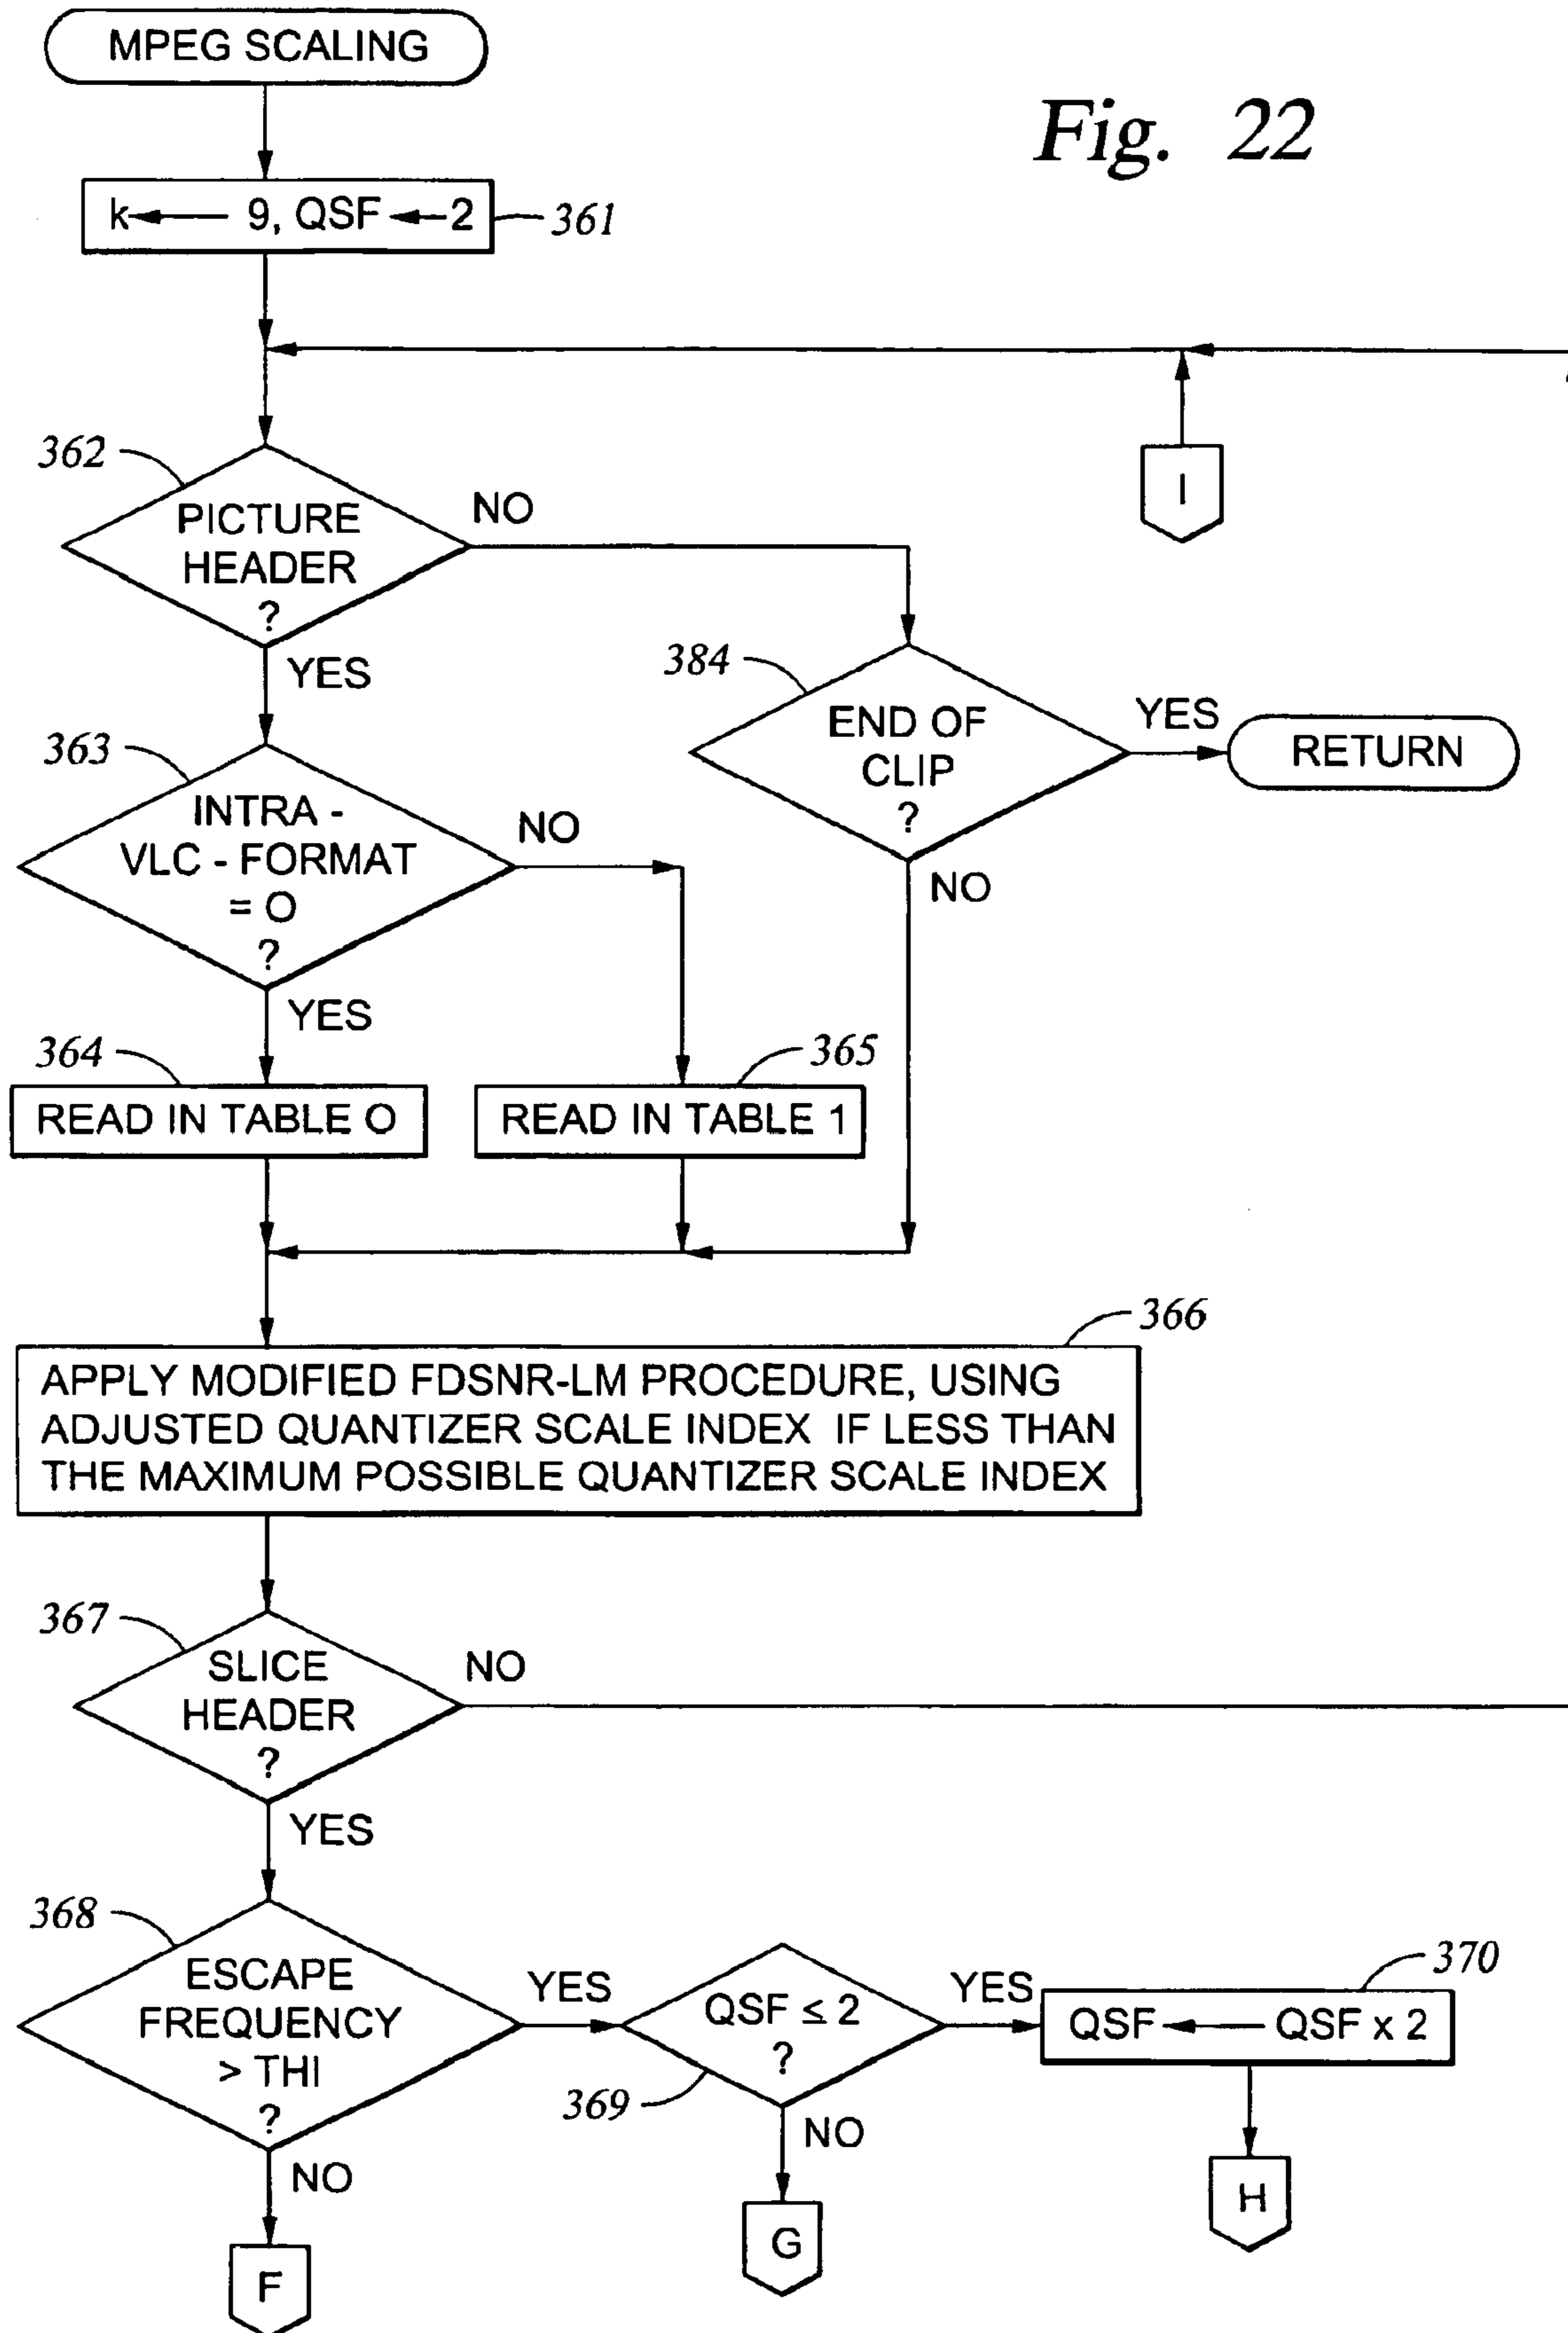 MPEG SCALING
Fig. 22
k ← 9, QSF ← 2
361
362
PICTURE
HEADER
?
NO
YES
I
384
END OF
CLIP
?
YES
RETURN
NO
363
INTRA -
VLC - FORMAT
= O
?
NO
YES
364
READ IN TABLE O
365
READ IN TABLE 1
366
APPLY MODIFIED FDSNR-LM PROCEDURE, USING
ADJUSTED QUANTIZER SCALE INDEX IF LESS THAN
THE MAXIMUM POSSIBLE QUANTIZER SCALE INDEX
367
SLICE
HEADER
?
NO
YES
368
ESCAPE
FREQUENCY
> THI
?
YES
NO
F
QSF ≤ 2
?
369
YES
NO
G
370
QSF ← QSF x 2
H